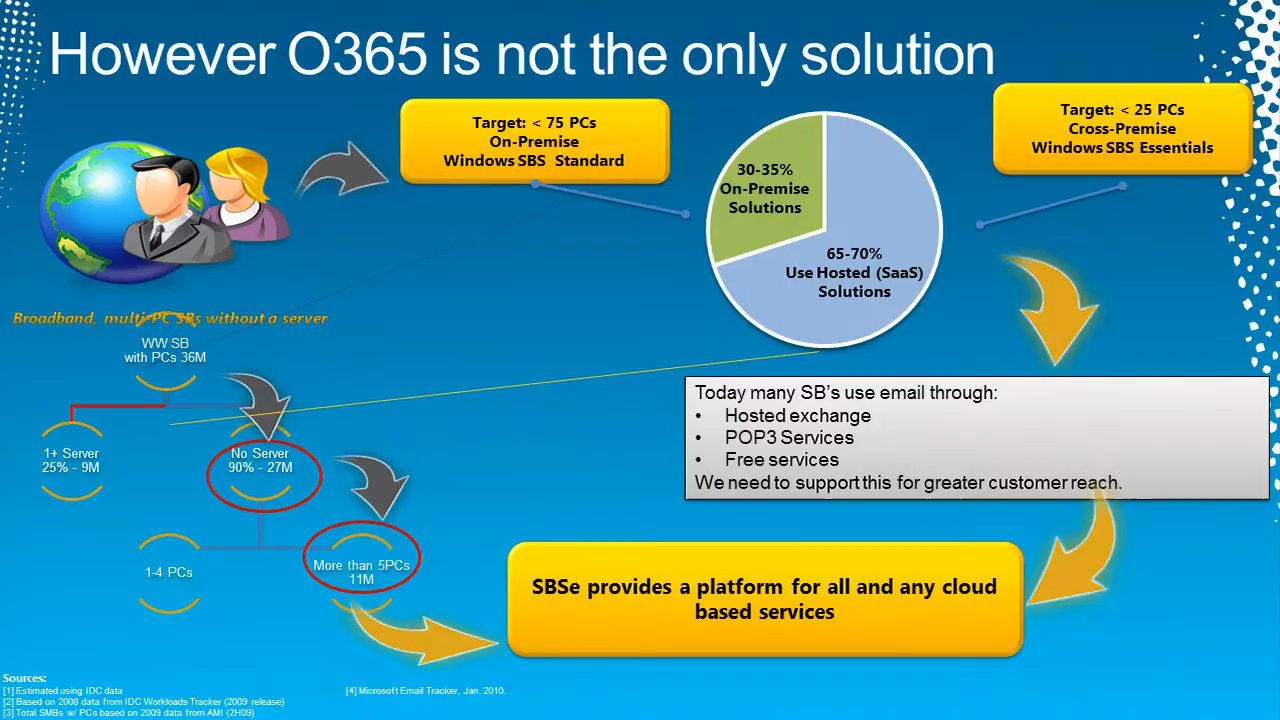 However O365 is not the only solution
Target: < 75 PCs
On-Premise
Windows SBS Standard
Target: < 25 PCs
Cross-Premise
Windows SBS Essentials
30-35%
On-Premise
Solutions
65-70%
Use Hosted (SaaS)
Solutions
Broadband, multi-PC SBs without a server
WW SB
with PCs 36M
1+ Server
25% - 9M
No Server
90% - 27M
1-4 PCs
More than 5PCs
11M
Today many SB's use email through:
• Hosted exchange
• POP3 Services
• Free services
We need to support this for greater customer reach.
SBSe provides a platform for all and any cloud
based services
Sources:
[1] Estimated using IDC data
[2] Based on 2008 data from IDC Workloads Tracker (2009 release)
[3] Total SMBs w/ PCs based on 2009 data from AMI (2H09)
[4] Microsoft Email Tracker, Jan. 2010. .